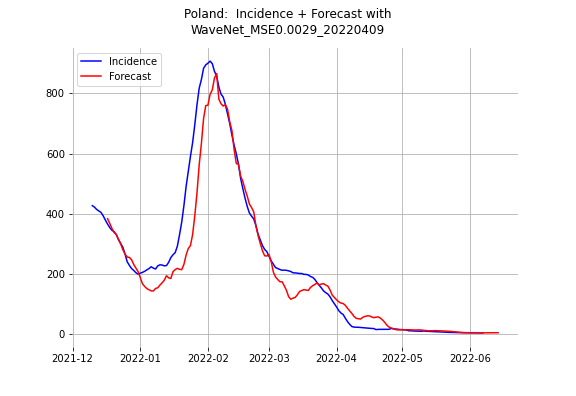 Poland:  Incidence + Forecast with
WaveNet_MSE0.0029_20220409
Incidence
Forecast
800
600
400
200
0
2021-12 2022-01 2022-02 2022-03 2022-04 2022-05 2022-06